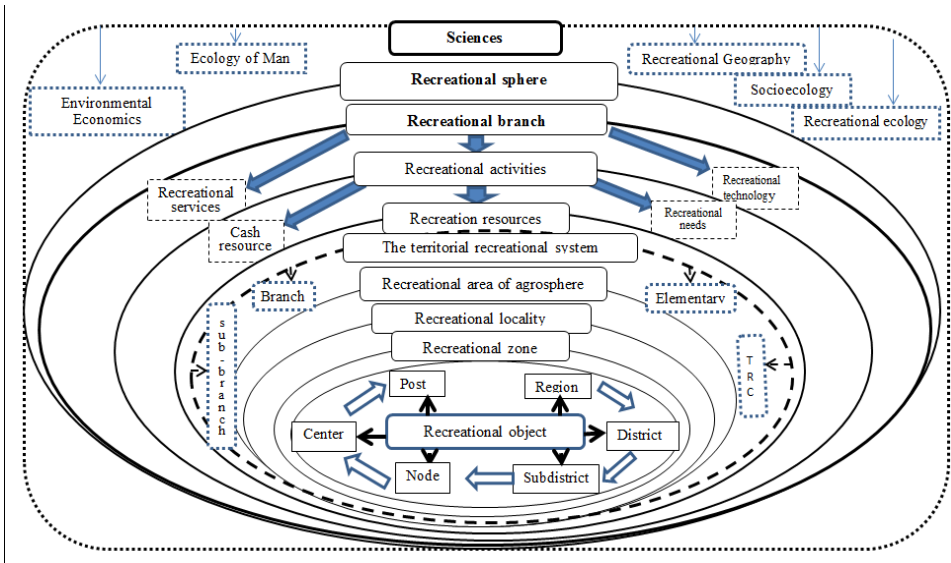 Sciences
Ecology of Man
Recreational Geography
Recreational sphere
Socioecology
Environmental
Economics
Recreational branch
Recreational ecology
Recreational activities
Recreational
technology
Recreational
services
Recreation resources
Recreational
needs
Cash
resource
The territorial recreational system
Branch
Recreational area of agrosphere
Elementary
sub-branch
Recreational locality
Recreational zone
TRC
Post
Region
Center
Recreational object
District
Node
Subdistrict